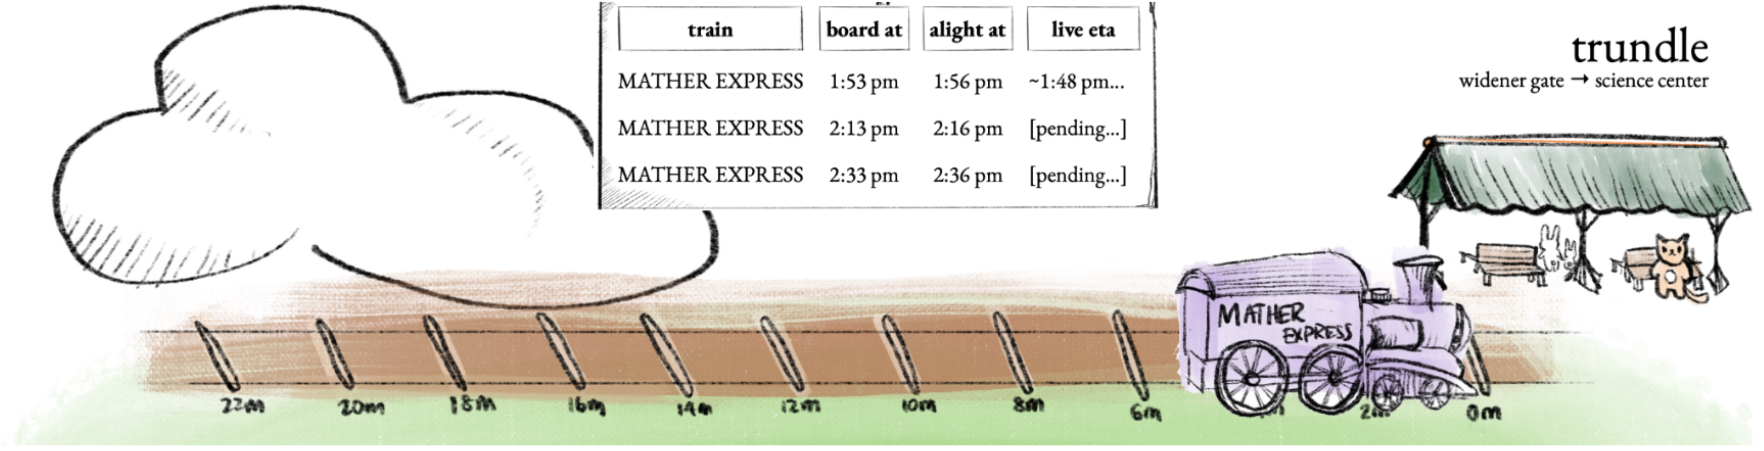 train board at alight at live eta
MATHER EXPRESS 1:53 pm 1:56 pm ~1:48 pm...
MATHER EXPRESS 2:13 pm 2:16 pm [pending...]
MATHER EXPRESS 2:33 pm 2:36 pm [pending...]
trundle
widener gate → science center
MATHER
EXPRESS
22m 20m 18m 16m 14m 12m 10m 8m 6m 0m